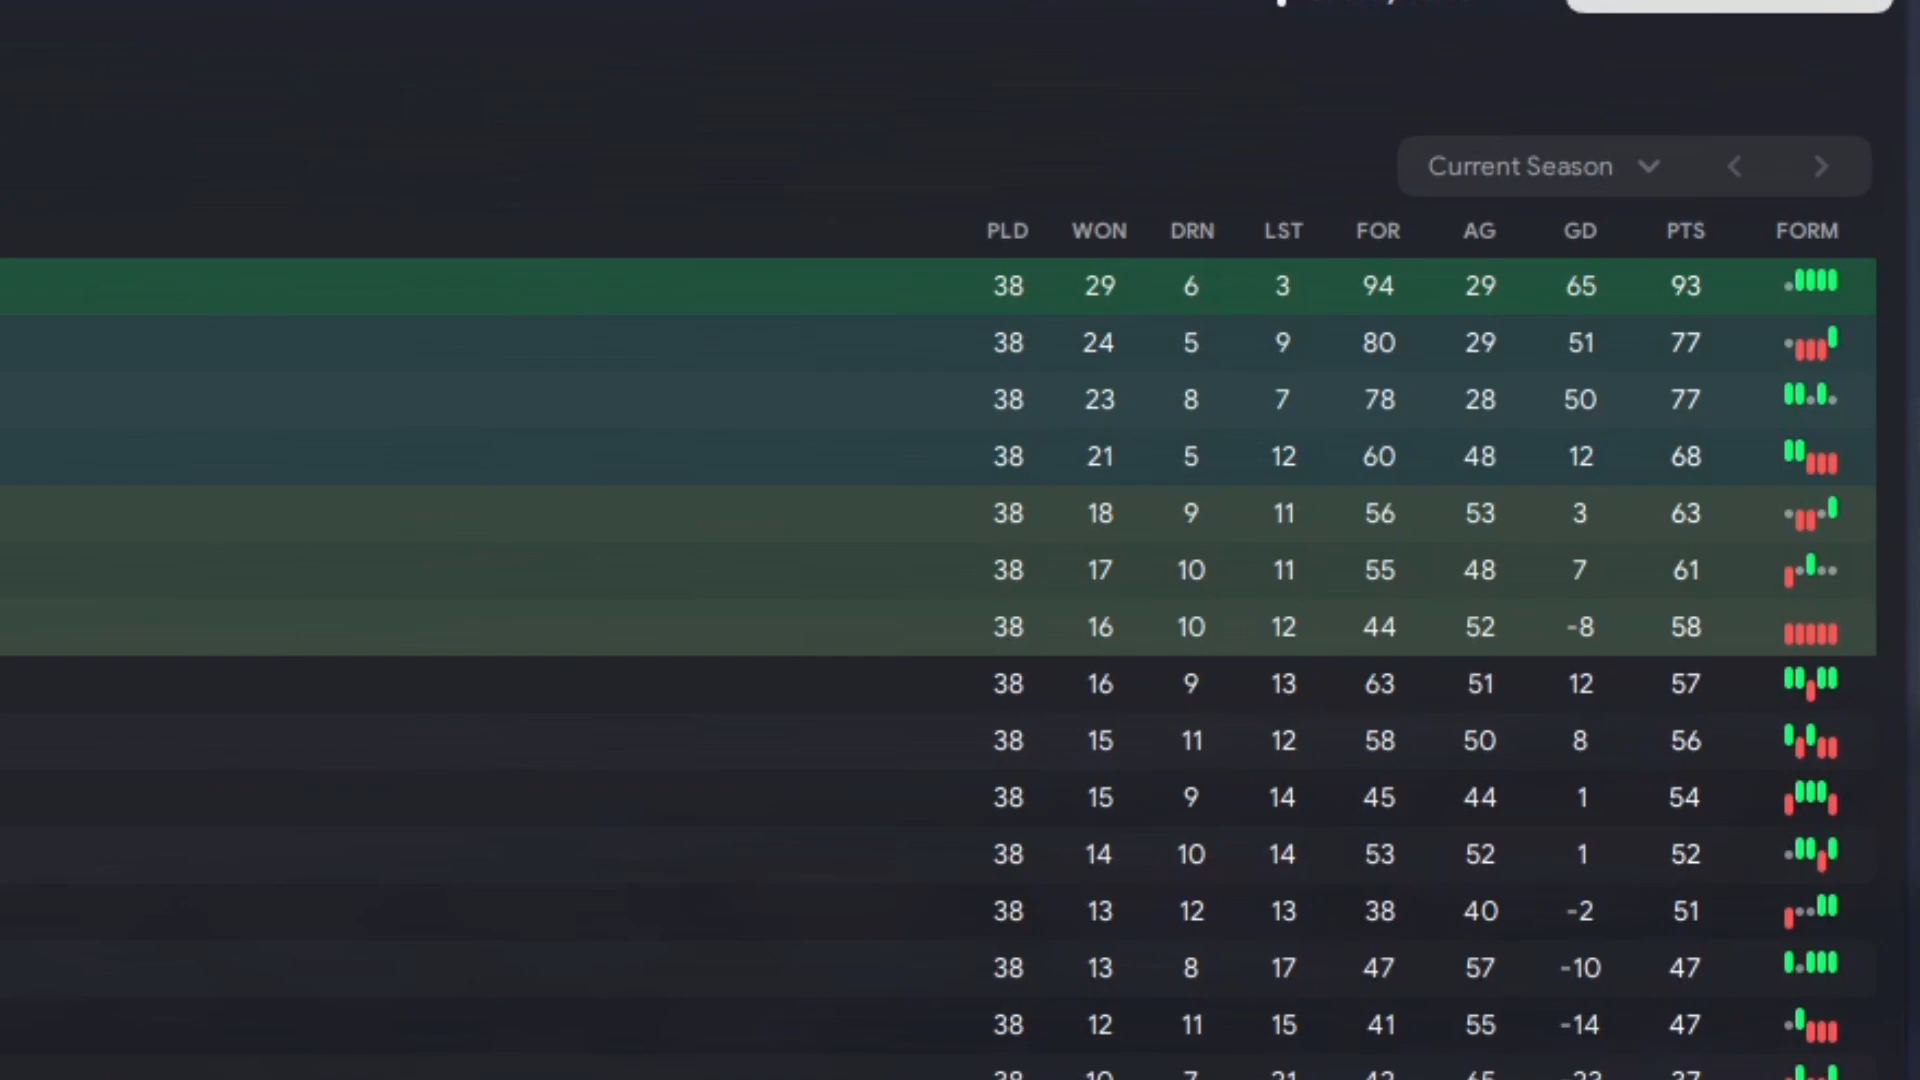 Current Season
PLD WON DRN LST FOR AG GD PTS FORM
38 29 6 3 94 29 65 93
38 24 5 9 80 29 51 77
38 23 8 7 78 28 50 77
38 21 5 12 60 48 12 68
38 18 9 11 56 53 3 63
38 17 10 11 55 48 7 61
38 16 10 12 44 52 -8 58
38 16 9 13 63 51 12 57
38 15 11 12 58 50 8 56
38 15 9 14 45 44 1 54
38 14 10 14 53 52 1 52
38 13 12 13 38 40 -2 51
38 13 8 17 47 57 -10 47
38 12 11 15 41 55 -14 47